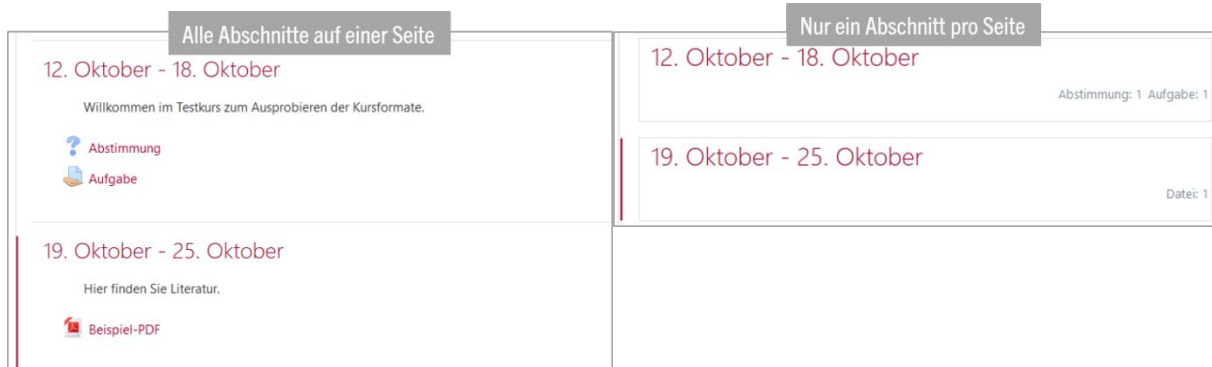 Alle Abschnitte auf einer Seite
12. Oktober - 18. Oktober
Willkommen im Testkurs zum Ausprobieren der Kursformate.
Abstimmung
Aufgabe
19. Oktober - 25. Oktober
Hier finden Sie Literatur.
Beispiel-PDF
Nur ein Abschnitt pro Seite
12. Oktober - 18. Oktober
Abstimmung: 1 Aufgabe: 1
19. Oktober - 25. Oktober
Datei: 1